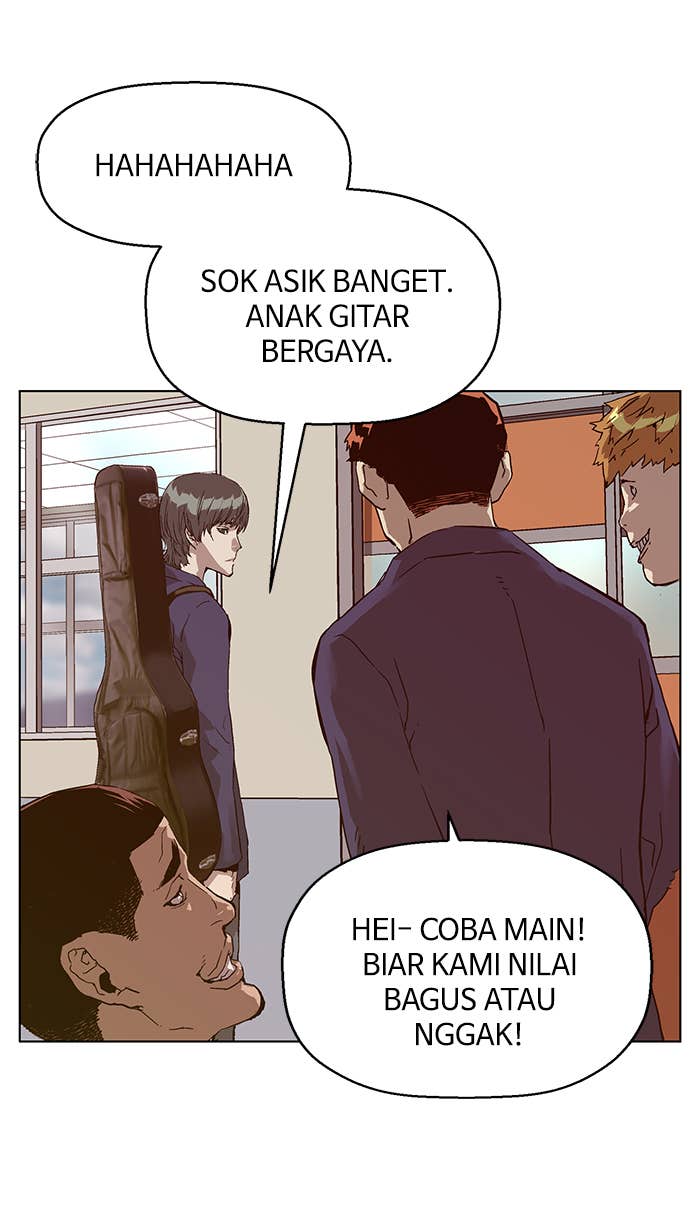 HAHAHAHAHA
SOK ASIK BANGET.
ANAK GITAR
BERGAYA.
HEI- COBA MAIN!
BIAR KAMI NILAI
BAGUS ATAU
NGGAK!